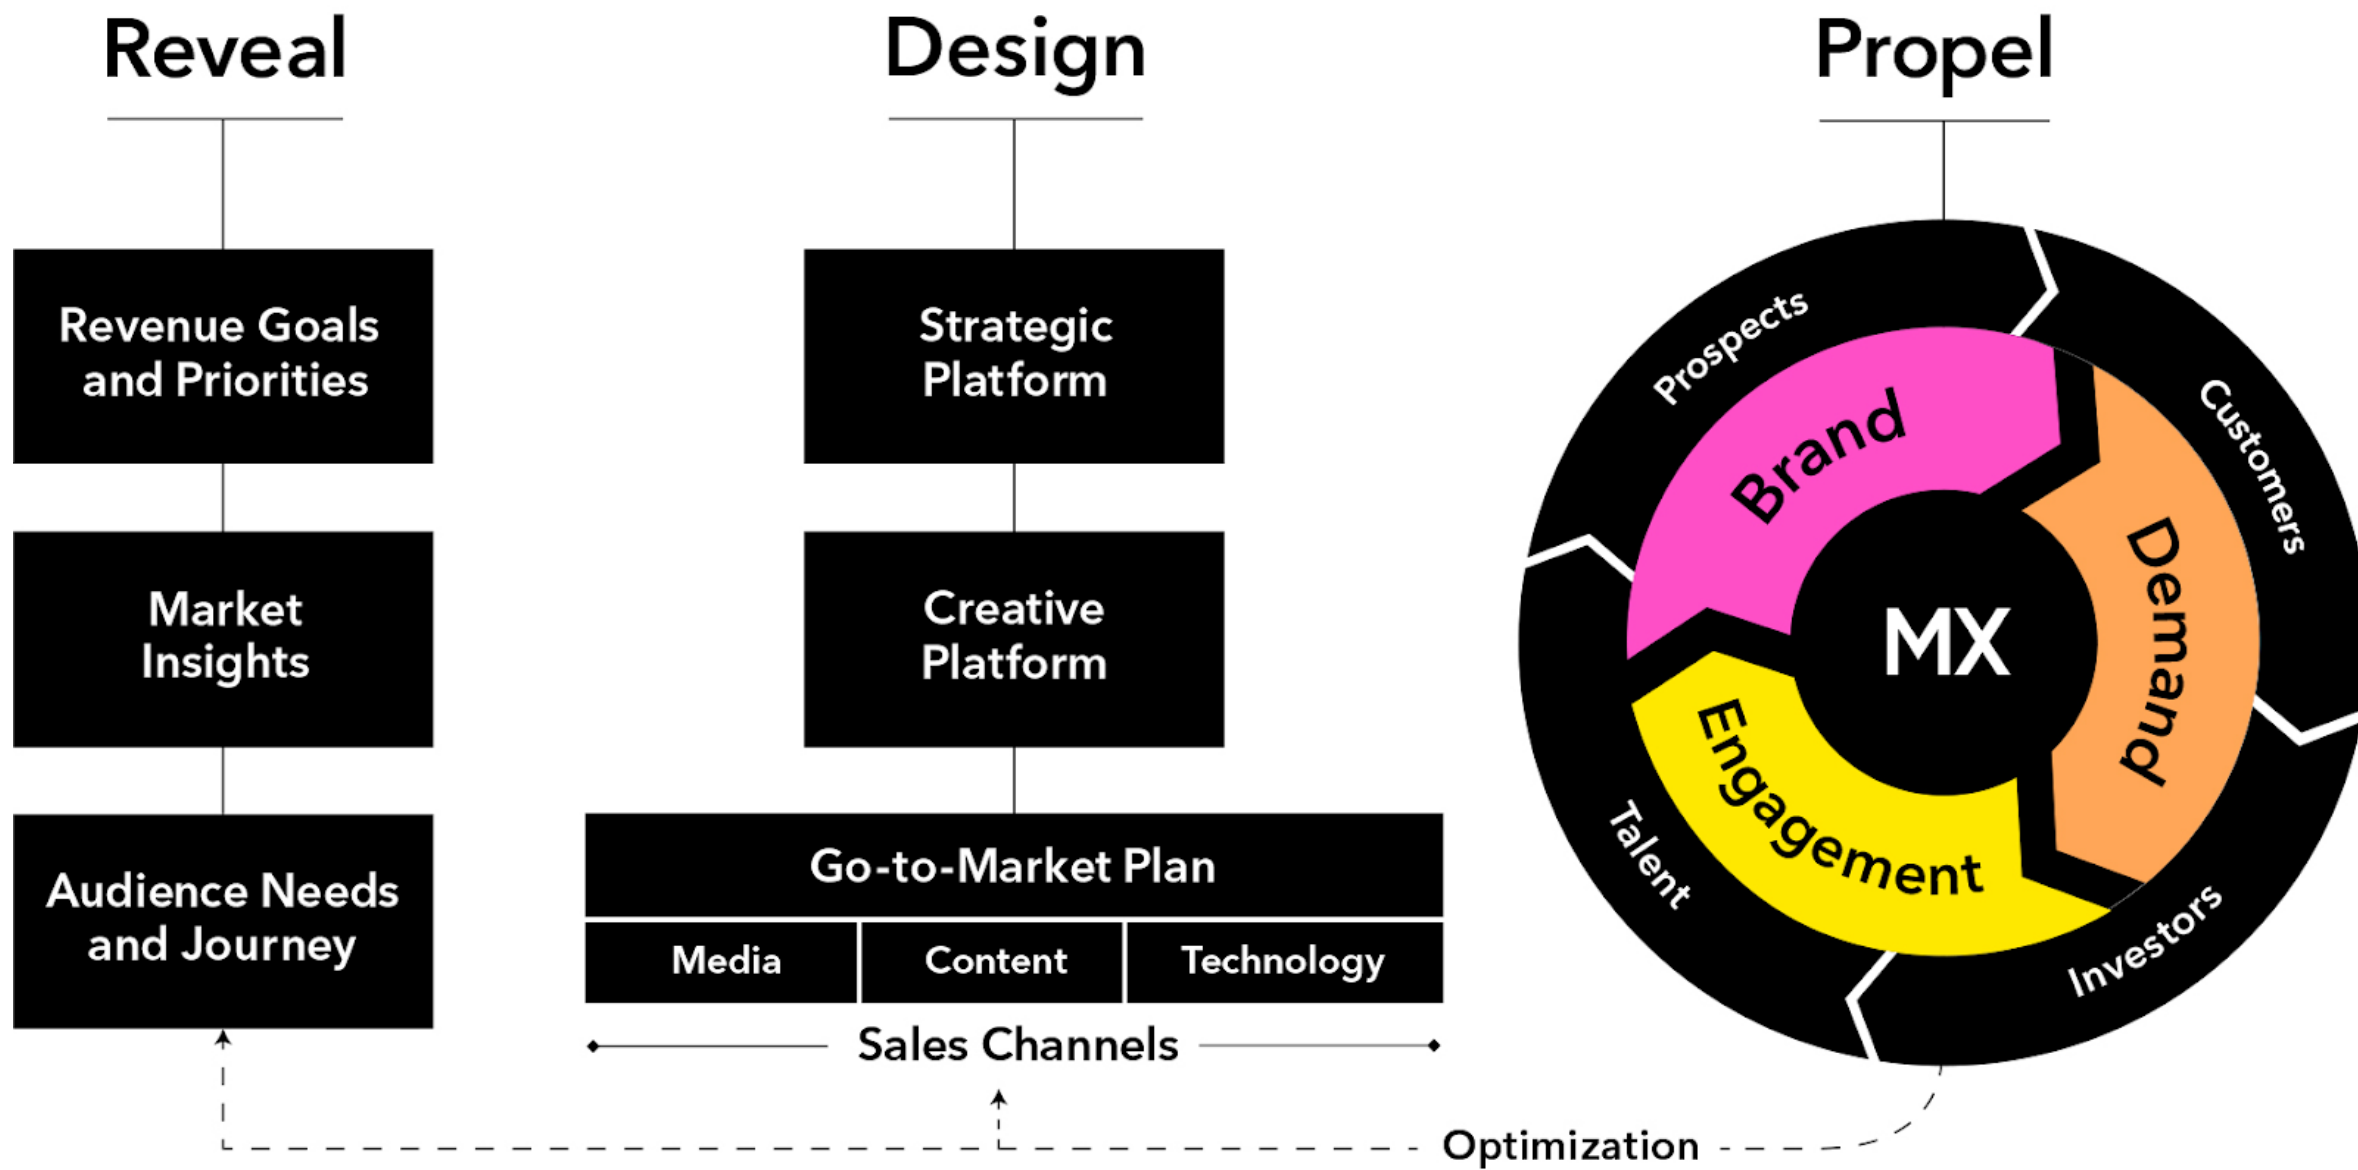 Reveal
Revenue Goals
and Priorities
Market
Insights
Audience Needs
and Journey
Design
Strategic
Platform
Creative
Platform
Go-to-Market Plan
Media
Content
Technology
Sales Channels
Propel
Prospects
Customers
Investors
Talent
Brand
Demand
Engagement
MX
Optimization